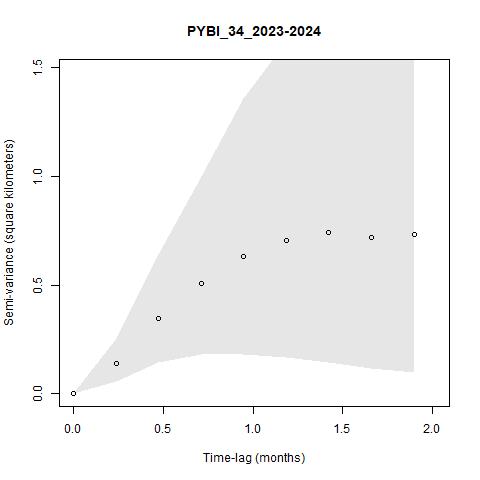 PYBI_34_2023-2024
Semi-variance (square kilometers)
1.5
1.0
0.5
0.0
0.0 0.5 1.0 1.5 2.0
Time-lag (months)